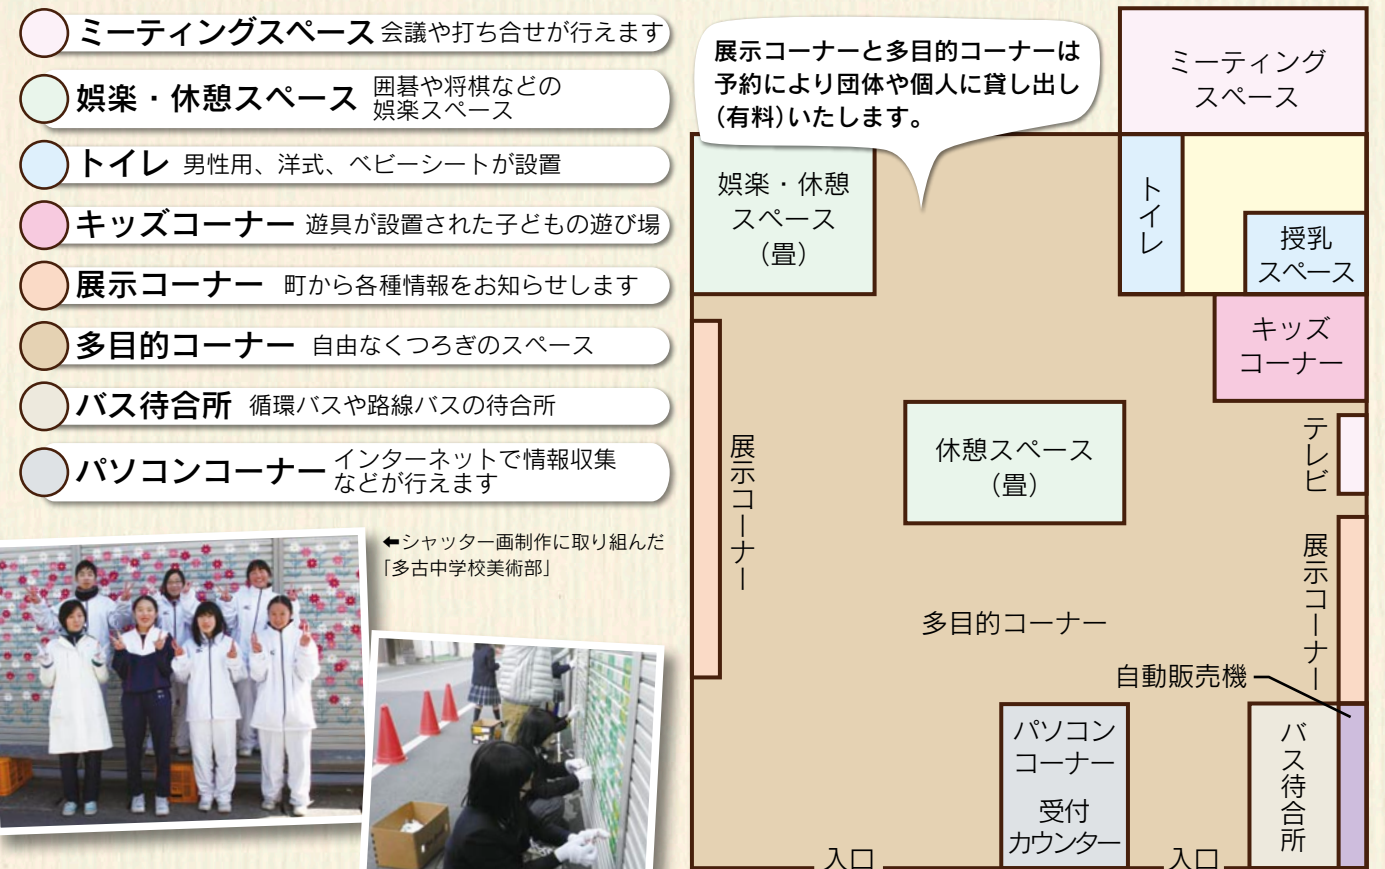 ミーティングスペース 会議や打ち合せが行えます
娯楽・休憩スペース 囲碁や将棋などの
娯楽スペース
トイレ 男性用、洋式、ベビーシートが設置
キッズコーナー 遊具が設置された子どもの遊び場
展示コーナー 町から各種情報をお知らせします
多目的コーナー 自由なくつろぎのスペース
バス待合所 循環バスや路線バスの待合所
パソコンコーナー インターネットで情報収集
などが行えます
←シャッター画制作に取り組んだ
「多古中学校美術部」
展示コーナーと多目的コーナーは
予約により団体や個人に貸し出し
(有料)いたします。
ミーティング
スペース
娯楽・休憩
スペース
(畳)
トイレ
授乳
スペース
キッズ
コーナー
テレビ
展示コーナー
休憩スペース
(畳)
展示コーナー
多目的コーナー
自動販売機
パソコン
コーナー
受付
カウンター
バス待合所
入口
入口